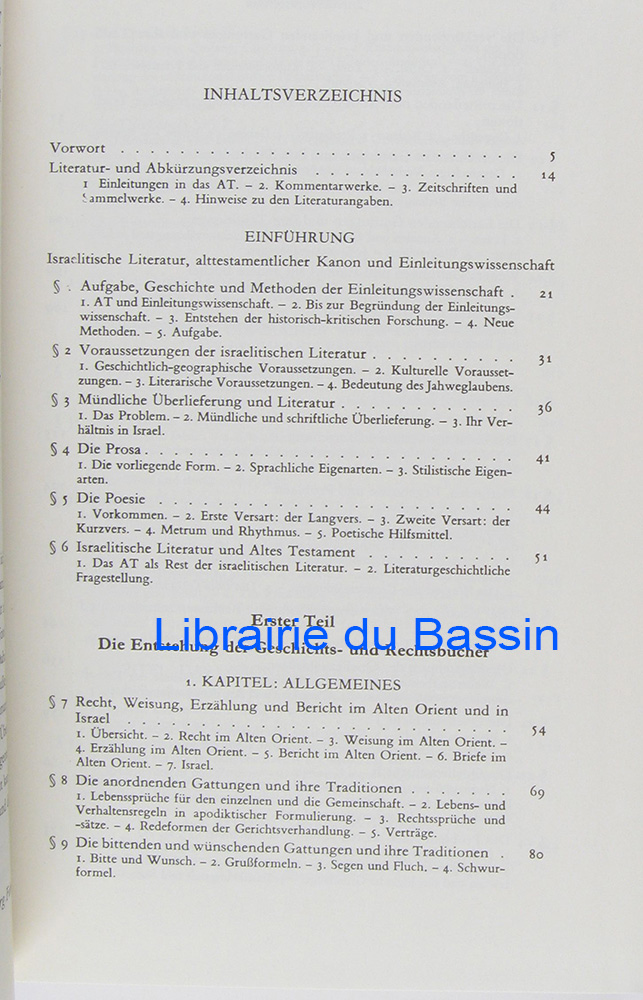 INHALTSVERZEICHNIS
Vorwort . . . . . . . . . . . . . . . . . . . . . . . . . . . 5
Literatur- und Abkürzungsverzeichnis . . . . . . . . . . . . . . 14
1 Einleitungen in das AT. – 2. Kommentarwerke. – 3. Zeitschriften und
Sammelwerke. – 4. Hinweise zu den Literaturangaben.
EINFÜHRUNG
Israelitische Literatur, alttestamentlicher Kanon und Einleitungswissenschaft
§ . Aufgabe, Geschichte und Methoden der Einleitungswissenschaft . 21
1. AT und Einleitungswissenschaft. – 2. Bis zur Begründung der Einleitungs-
wissenschaft. – 3. Entstehen der historisch-kritischen Forschung. – 4. Neue
Methoden. – 5. Aufgabe.
§ 2 Voraussetzungen der israelitischen Literatur . . . . . . . . . . 31
1. Geschichtlich-geographische Voraussetzungen. – 2. Kulturelle Vorausset-
zungen. – 3. Literarische Voraussetzungen. – 4. Bedeutung des Jahweglaubens.
§ 3 Mündliche Überlieferung und Literatur . . . . . . . . . . . . 36
1. Das Problem. – 2. Mündliche und schriftliche Überlieferung. – 3. Ihr Ver-
hältnis in Israel.
§ 4 Die Prosa . . . . . . . . . . . . . . . . . . . . . . . . . 41
1. Die vorliegende Form. – 2. Sprachliche Eigenarten. – 3. Stilistische Eigen-
arten.
§ 5 Die Poesie . . . . . . . . . . . . . . . . . . . . . . . . 44
1. Vorkommen. – 2. Erste Versart: der Langvers. – 3. Zweite Versart: der
Kurzvers. – 4. Metrum und Rhythmus. – 5. Poetische Hilfsmittel.
§ 6 Israelitische Literatur und Altes Testament . . . . . . . . . . 51
1. Das AT als Rest der israelitischen Literatur. – 2. Literaturgeschichtliche
Fragestellung.
Erster Teil
Librairie du Bassin
Die Entstehung der Geschichts- und Rechtsbücher
1. KAPITEL: ALLGEMEINES
§ 7 Recht, Weisung, Erzählung und Bericht im Alten Orient und in
Israel . . . . . . . . . . . . . . . . . . . . . . . . . . 54
1. Übersicht. – 2. Recht im Alten Orient. – 3. Weisung im Alten Orient. –
4. Erzählung im Alten Orient. – 5. Bericht im Alten Orient. – 6. Briefe im
Alten Orient. – 7. Israel.
§ 8 Die anordnenden Gattungen und ihre Traditionen . . . . . . . 69
1. Lebenssprüche für den einzelnen und die Gemeinschaft. – 2. Lebens- und
Verhaltensregeln in apodiktischer Formulierung. – 3. Rechtssprüche und
-sätze. – 4. Redeformen der Gerichtsverhandlung. – 5. Verträge.
§ 9 Die bittenden und wünschenden Gattungen und ihre Traditionen . 80
1. Bitte und Wunsch. – 2. Grußformeln. – 3. Segen und Fluch. – 4. Schwur-
formel.